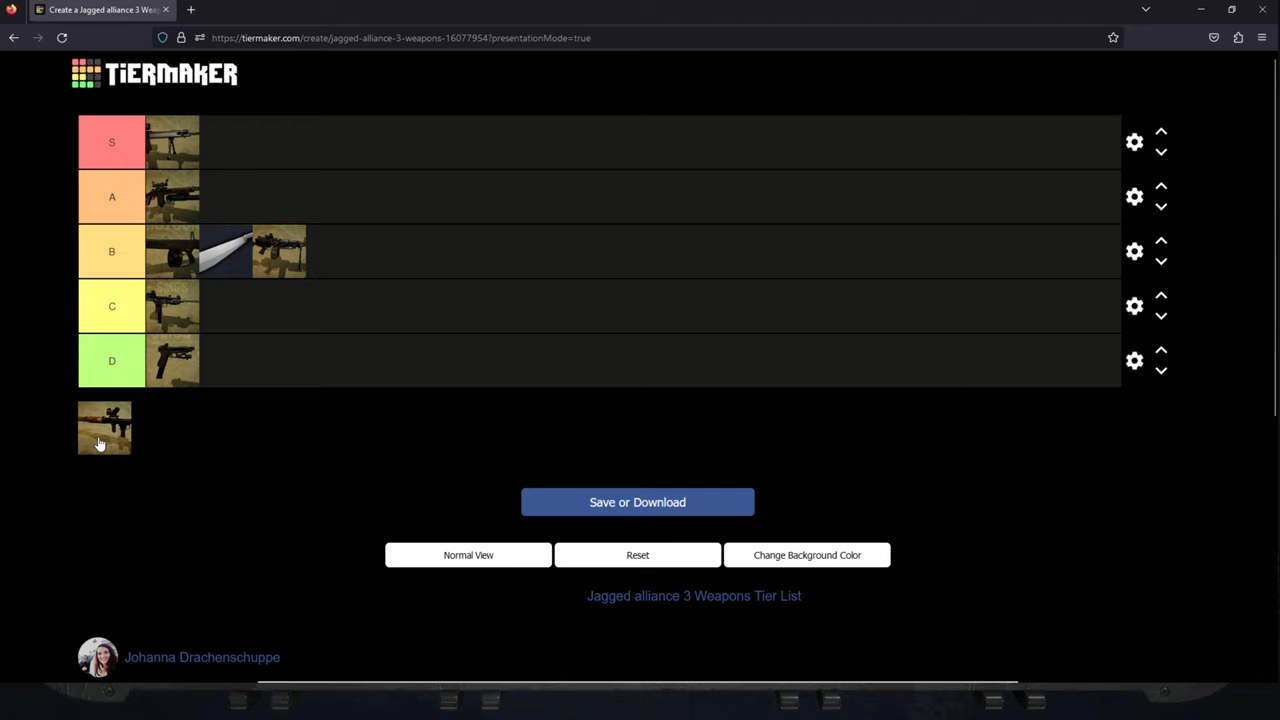 Create a Jagged alliance 3 Wea
https://tiermaker.com/create/jagged-alliance-3-weapons-16077954?presentationMode=true
TiERMAKER
S
A
B
C
SMGS
D
Save or Download
Normal View
Reset
Change Background Color
Jagged alliance 3 Weapons Tier List
Johanna Drachenschuppe